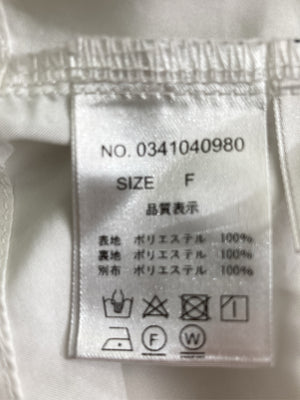 NO. 0341040980
SIZE F
品質表示
表地 ポリエステル 100%
裏地 ポリエステル 100%
別布 ポリエステル 100%
F W